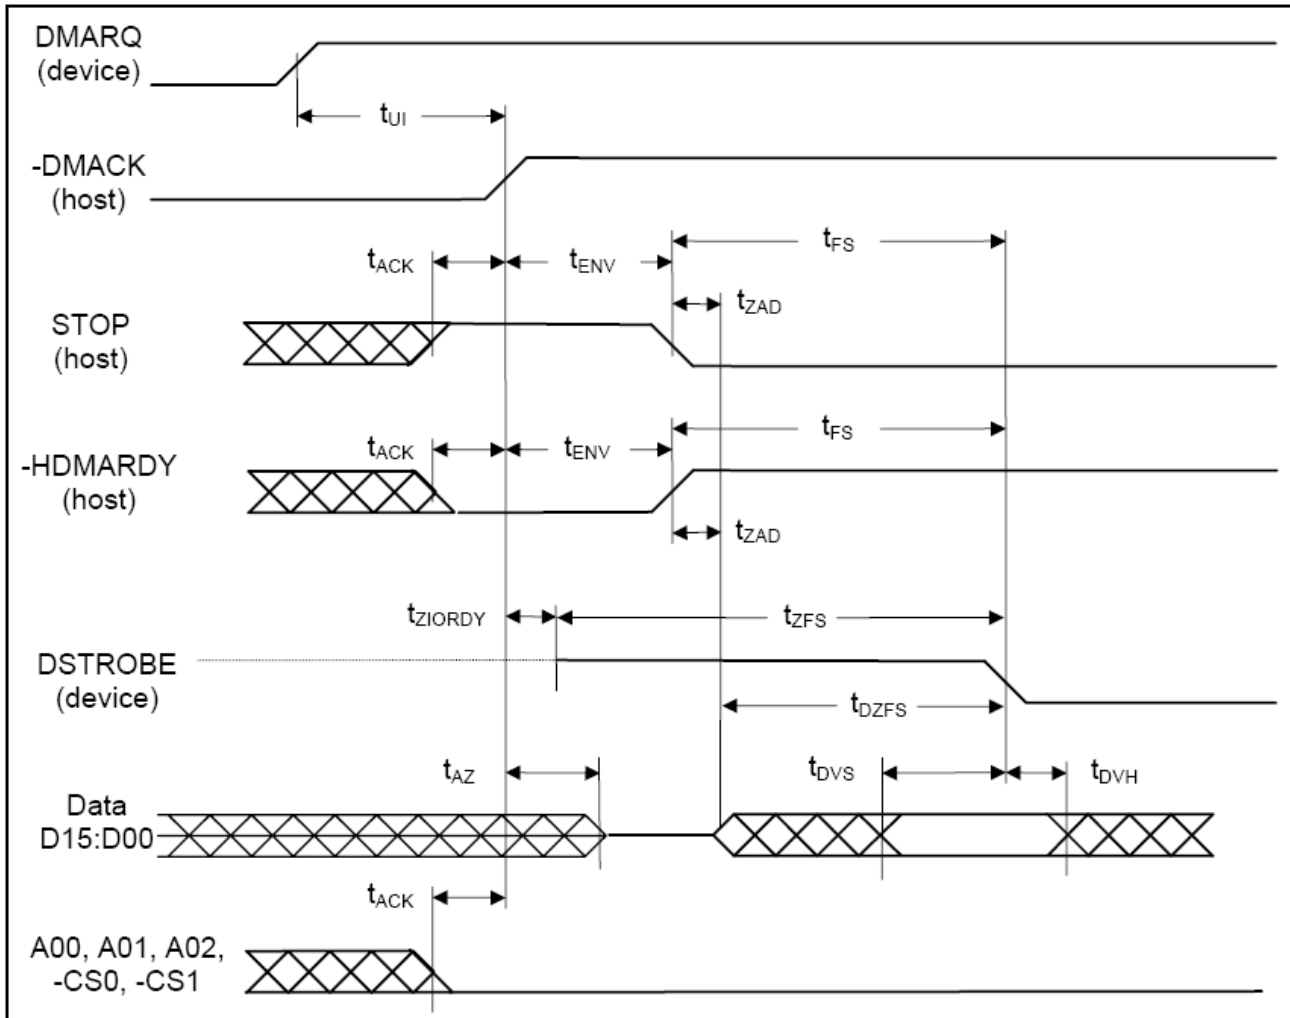 DMARQ
(device)
tUI
-DMACK
(host)
tFS
tACK
tENV
tZAD
STOP
(host)
tFS
tACK
tENV
-HDMARDY
(host)
tZAD
tZIORDY
tZFS
DSTROBE
(device)
tDZFS
tAZ
tDVS
tDVH
Data
D15:D00
tACK
A00, A01, A02,
-CS0, -CS1